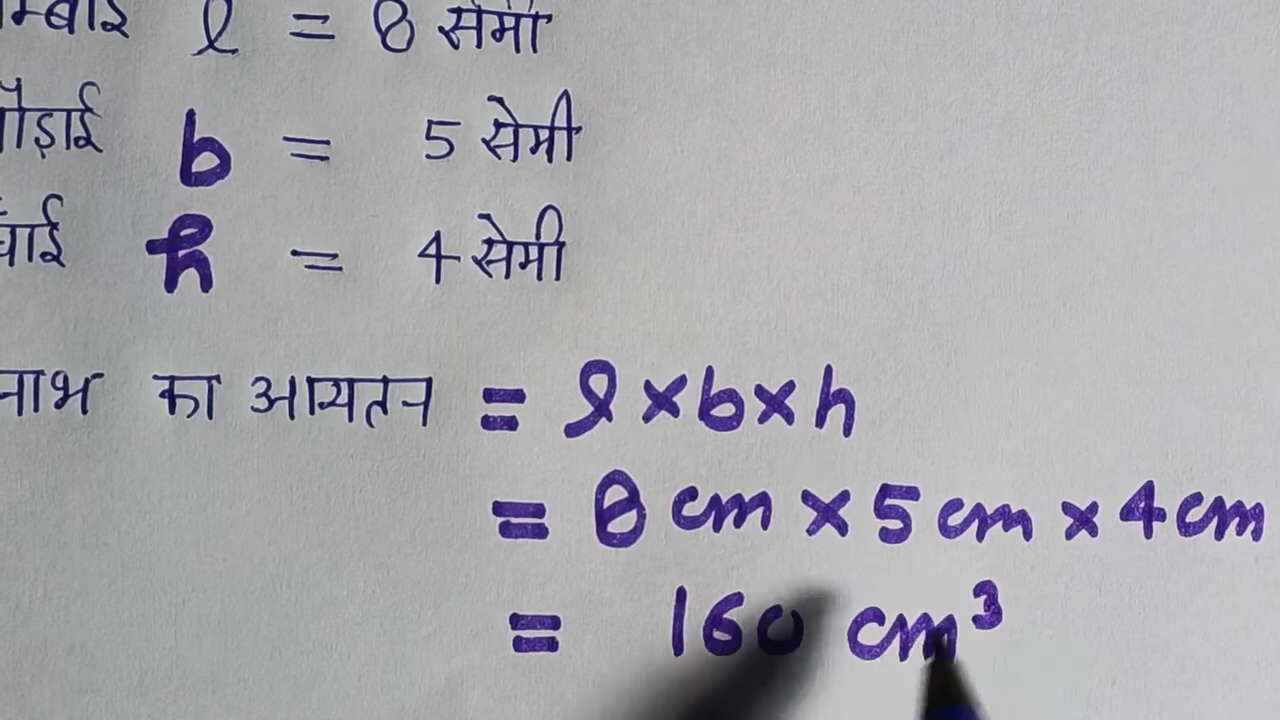 म्बाई l = 8 सेमी
ौड़ाई b = 5 सेमी
चाई h = 4 सेमी
नाभ का आयतन = l × b × h
= 8 cm × 5 cm × 4 cm
= 160 cm³